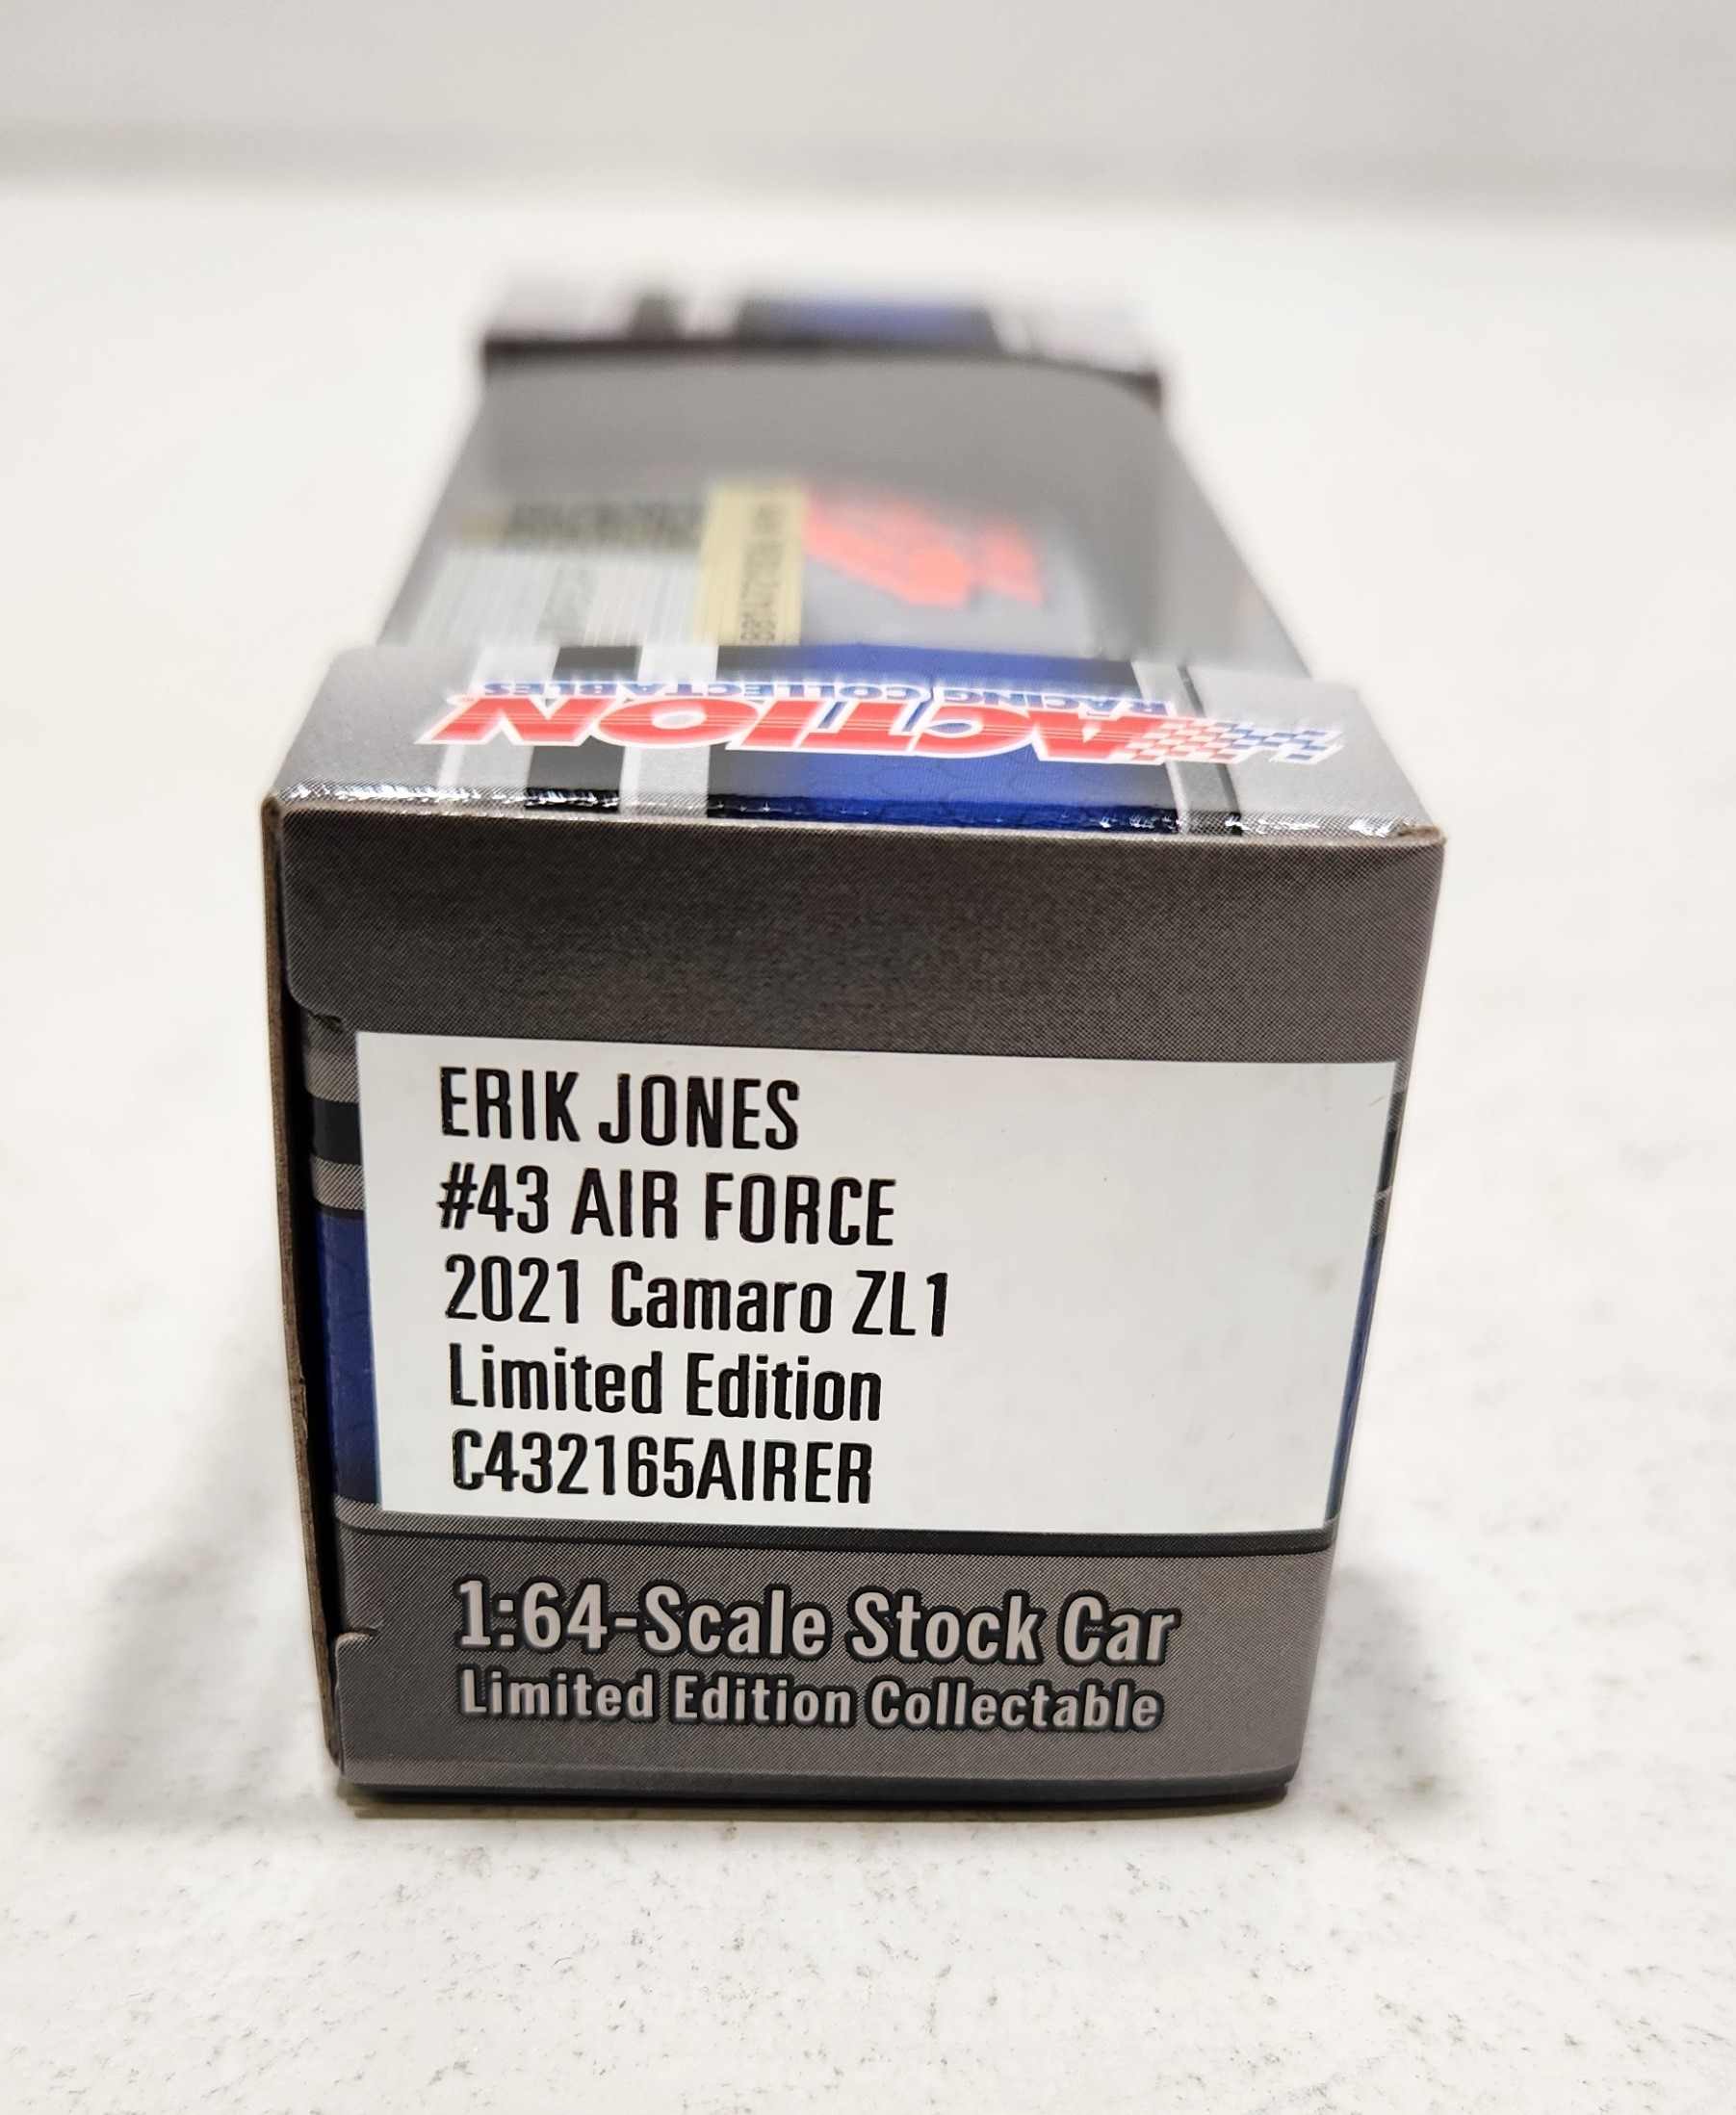 ACTION
RACING COLLECTABLES
ERIK JONES
#43 AIR FORCE
2021 Camaro ZL1
Limited Edition
C432165AIRER
1:64-Scale Stock Car
Limited Edition Collectable